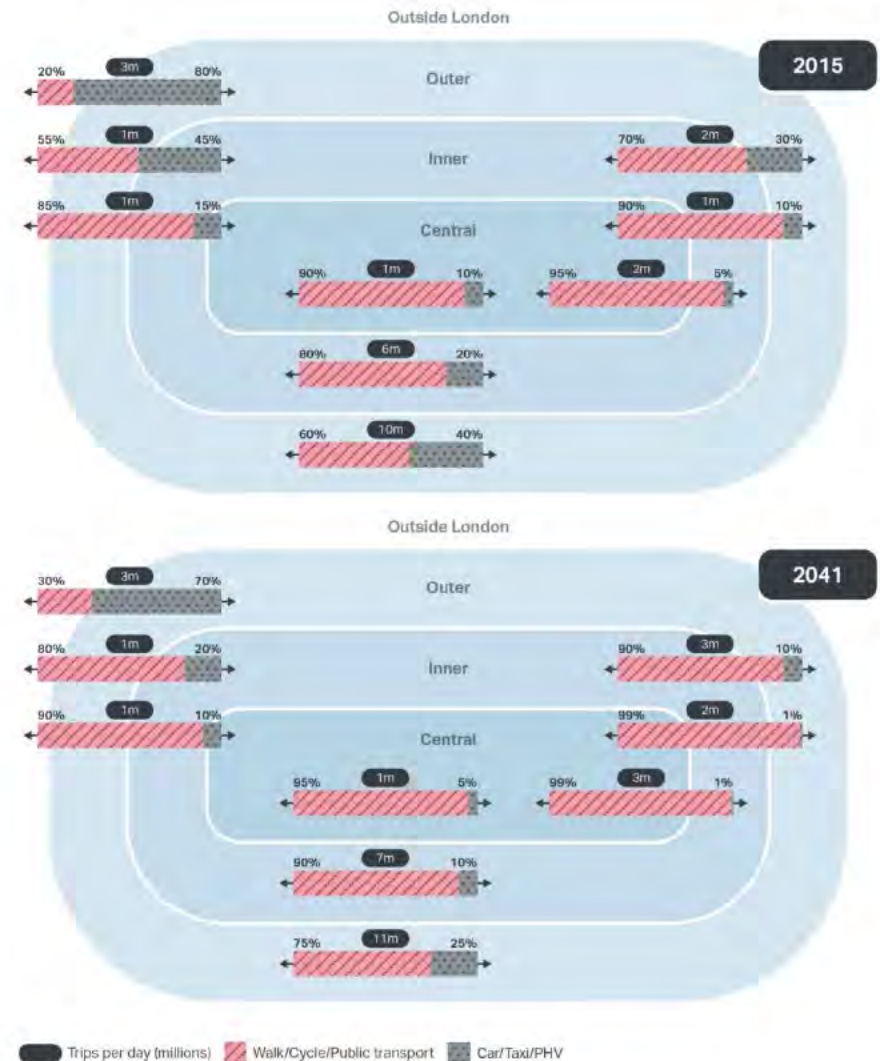 Outside London
2015
Outer
20% 3m 80%
55% 1m 45%
Inner
70% 2m 30%
85% 1m 15%
90% 1m 10%
Central
90% 1m 10%
95% 2m 5%
80% 6m 20%
60% 10m 40%
Outside London
2041
Outer
30% 3m 70%
80% 1m 20%
Inner
90% 3m 10%
90% 1m 10%
99% 2m 1%
Central
95% 1m 5%
99% 3m 1%
90% 7m 10%
75% 11m 25%
Trips per day (millions) Walk/Cycle/Public transport Car/Taxi/PHV